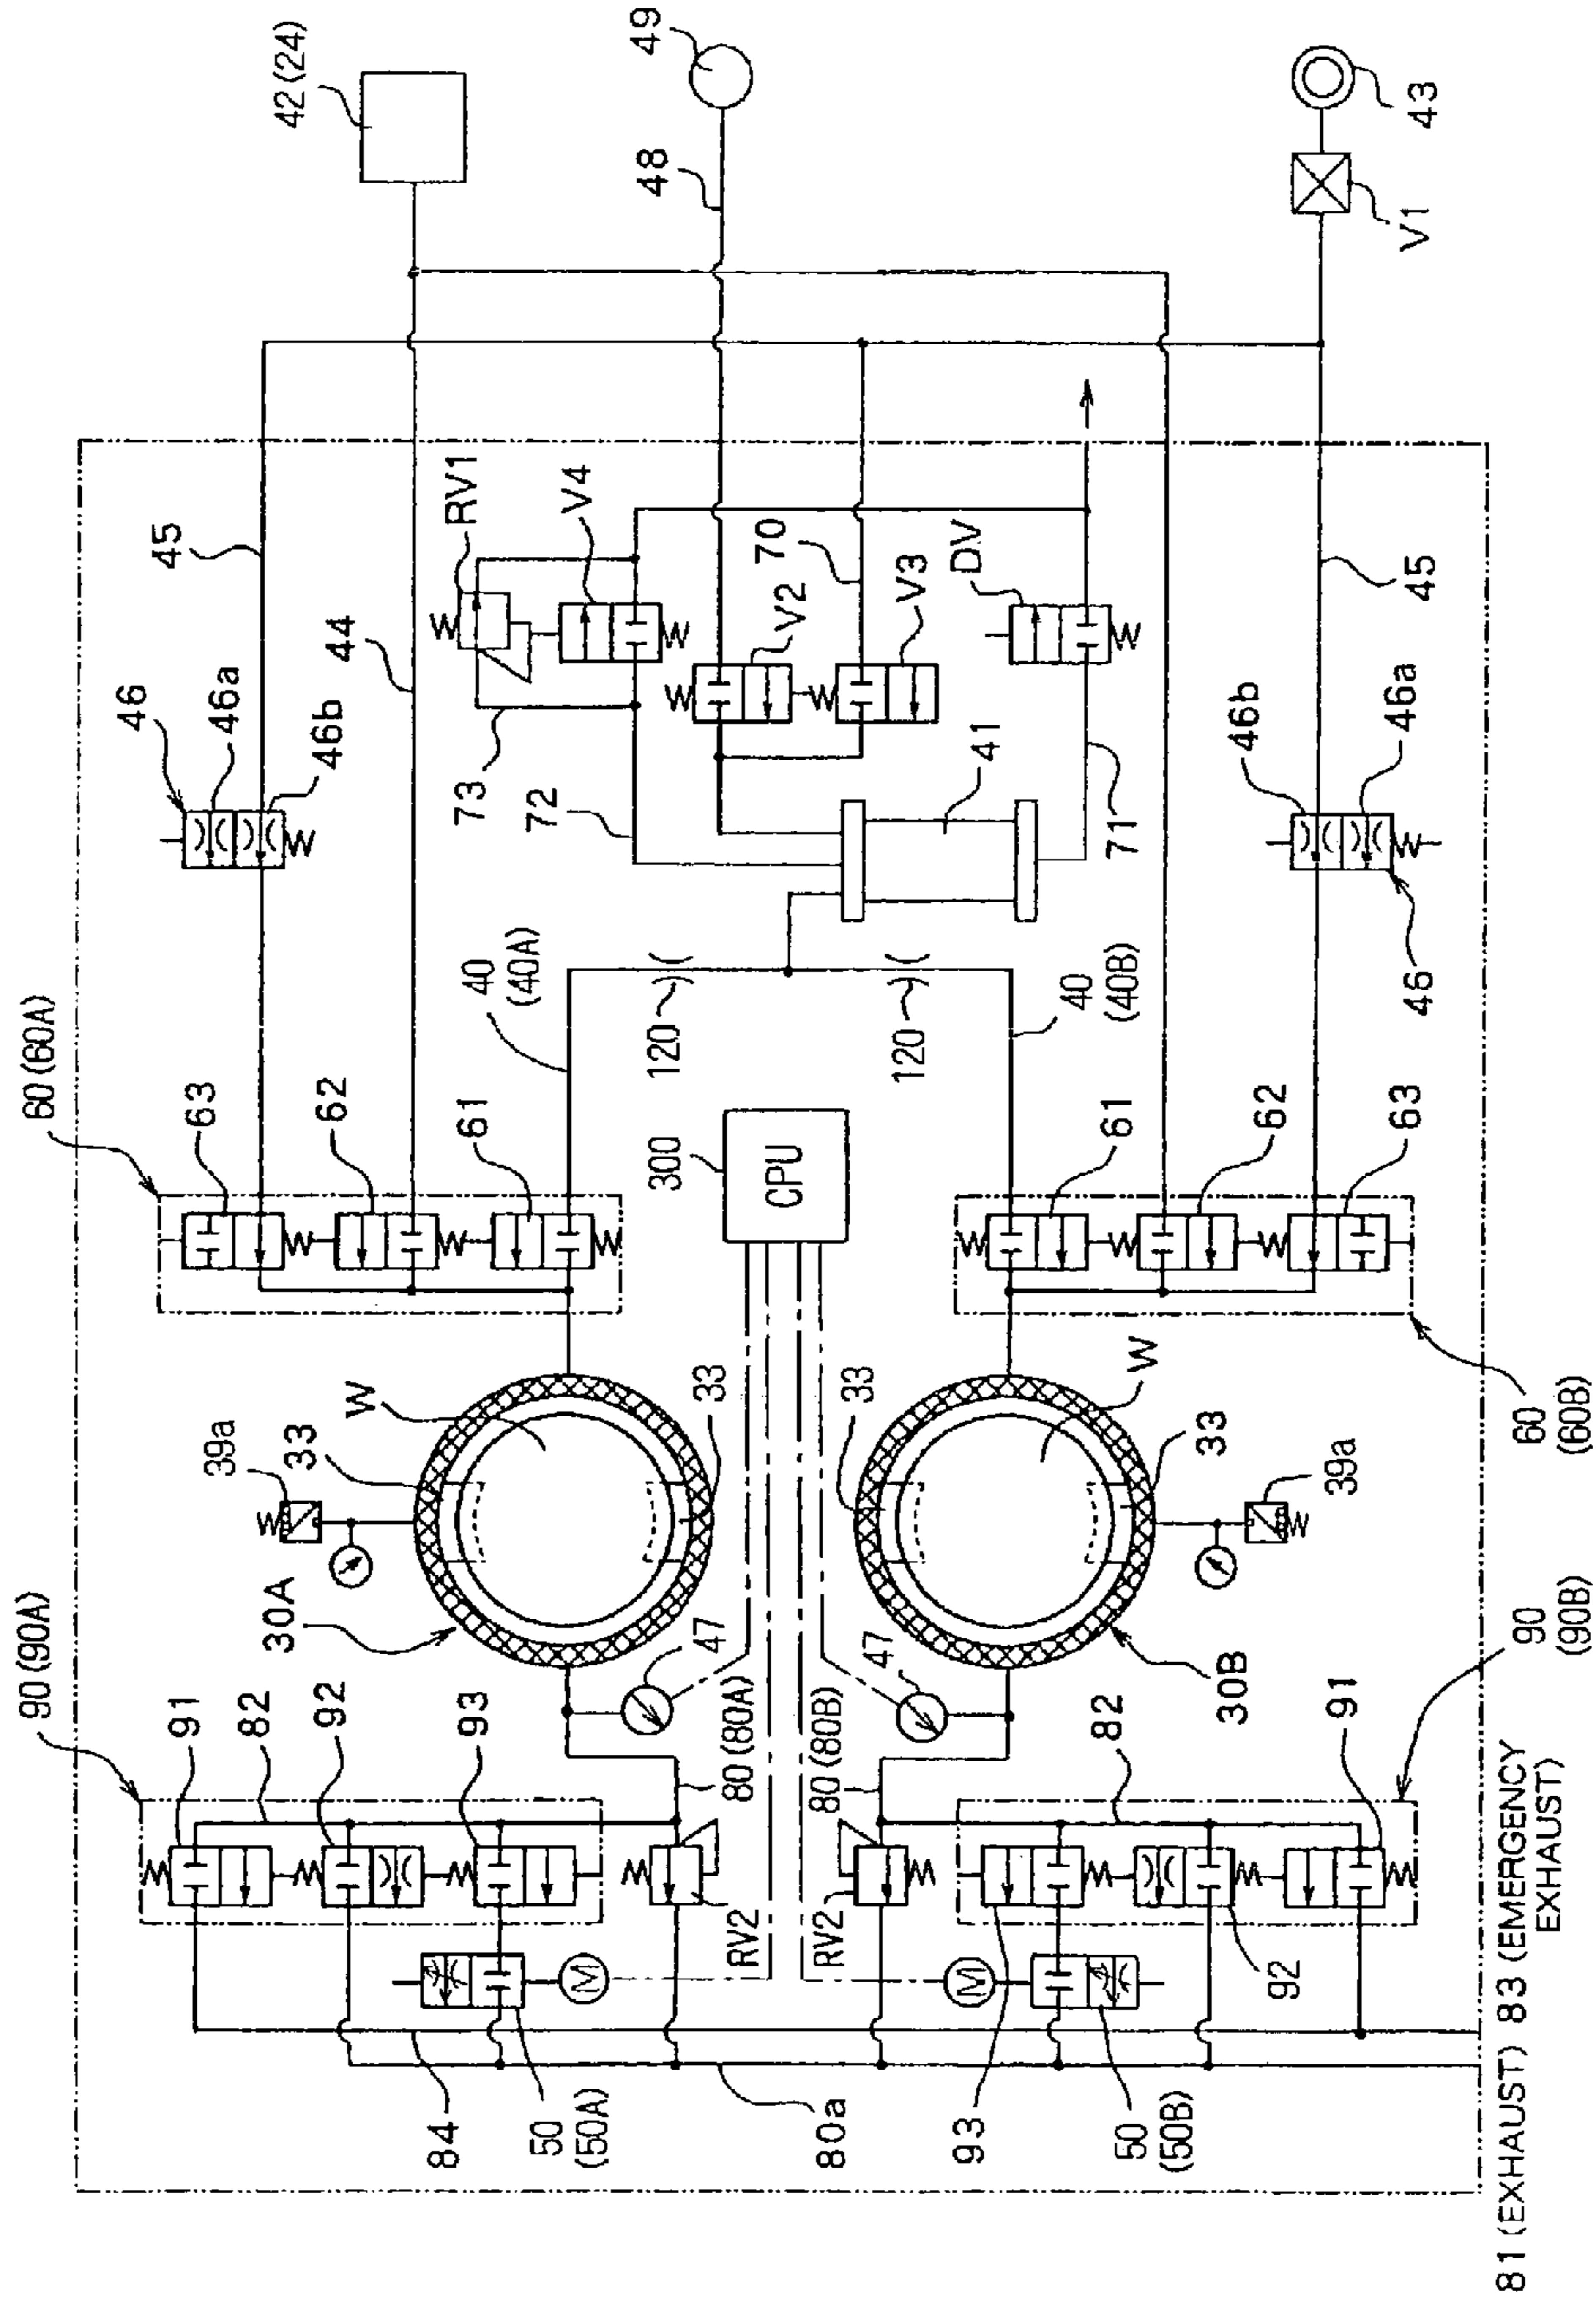 42 (24)
49
43
48
V1
RV1
V4
45
44
70
V2
V3
DV
45
46
46a
46b
73
72
41
71
46b
46a
46
60 (60A)
63
62
61
40
(40A)
120
120
40
(40B)
300
CPU
61
62
63
60
(60B)
W
33
39a
33
33
W
33
39a
30A
47
47
30B
90 (90A)
91
82
92
93
80 (80A)
80 (80B)
82
91
90
(90B)
RV2
RV2
M
M
92
84
50
(50A)
80a
93
50
(50B)
81 (EXHAUST)
83 (EMERGENCY
EXHAUST)